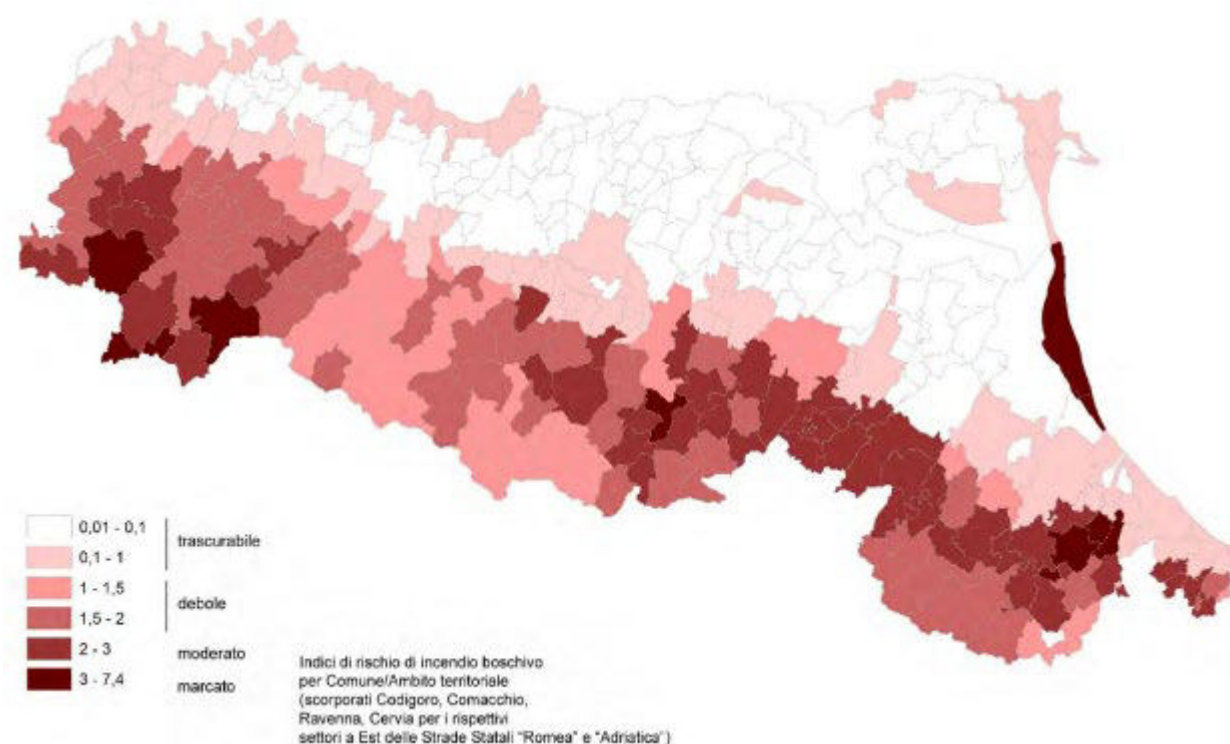 0,01 - 0,1
trascurabile
0,1 - 1
1 - 1,5
debole
1,5 - 2
2 - 3
moderato
3 - 7,4
marcato
Indici di rischio di incendio boschivo
per Comune/Ambito territoriale
(scorporati Codigoro, Comacchio,
Ravenna, Cervia per i rispettivi
settori a Est delle Strade Statali "Romea" e "Adriatica")